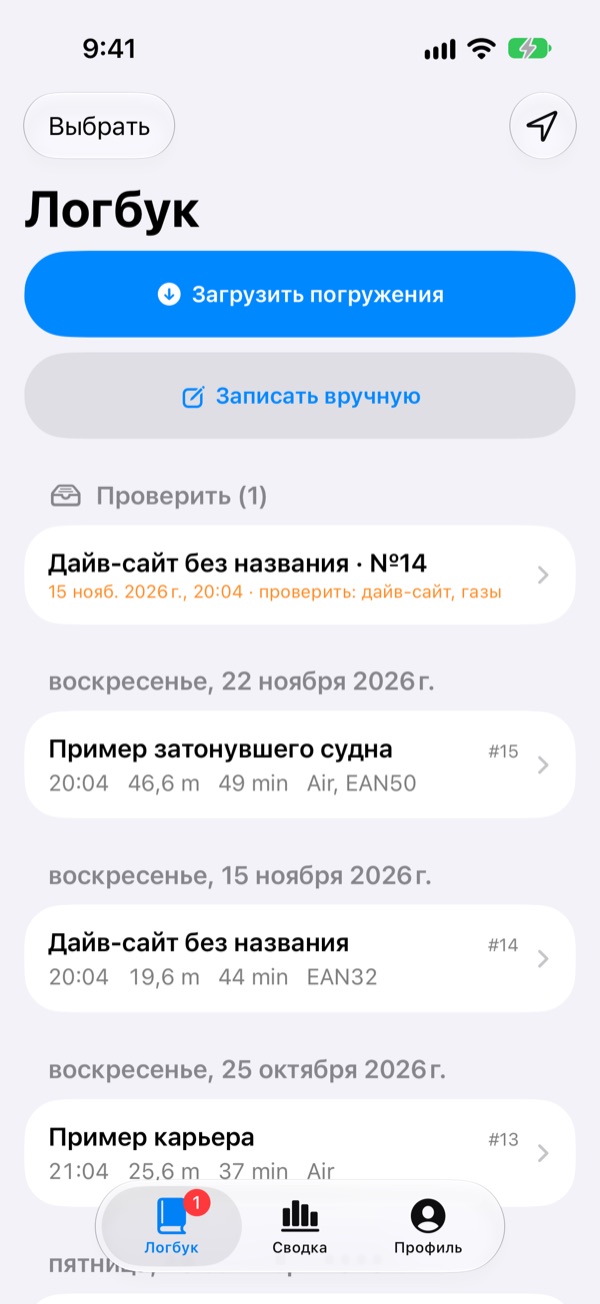 9:41
Выбрать
Логбук
Загрузить погружения
Записать вручную
Проверить (1)
Дайв-сайт без названия · №14
15 нояб. 2026 г., 20:04 · проверить: дайв-сайт, газы
воскресенье, 22 ноября 2026 г.
Пример затонувшего судна #15
20:04 46,6 m 49 min Air, EAN50
воскресенье, 15 ноября 2026 г.
Дайв-сайт без названия #14
20:04 19,6 m 44 min EAN32
воскресенье, 25 октября 2026 г.
Пример карьера #13
21:04 25,6 m 37 min Air
1
Логбук Сводка Профиль